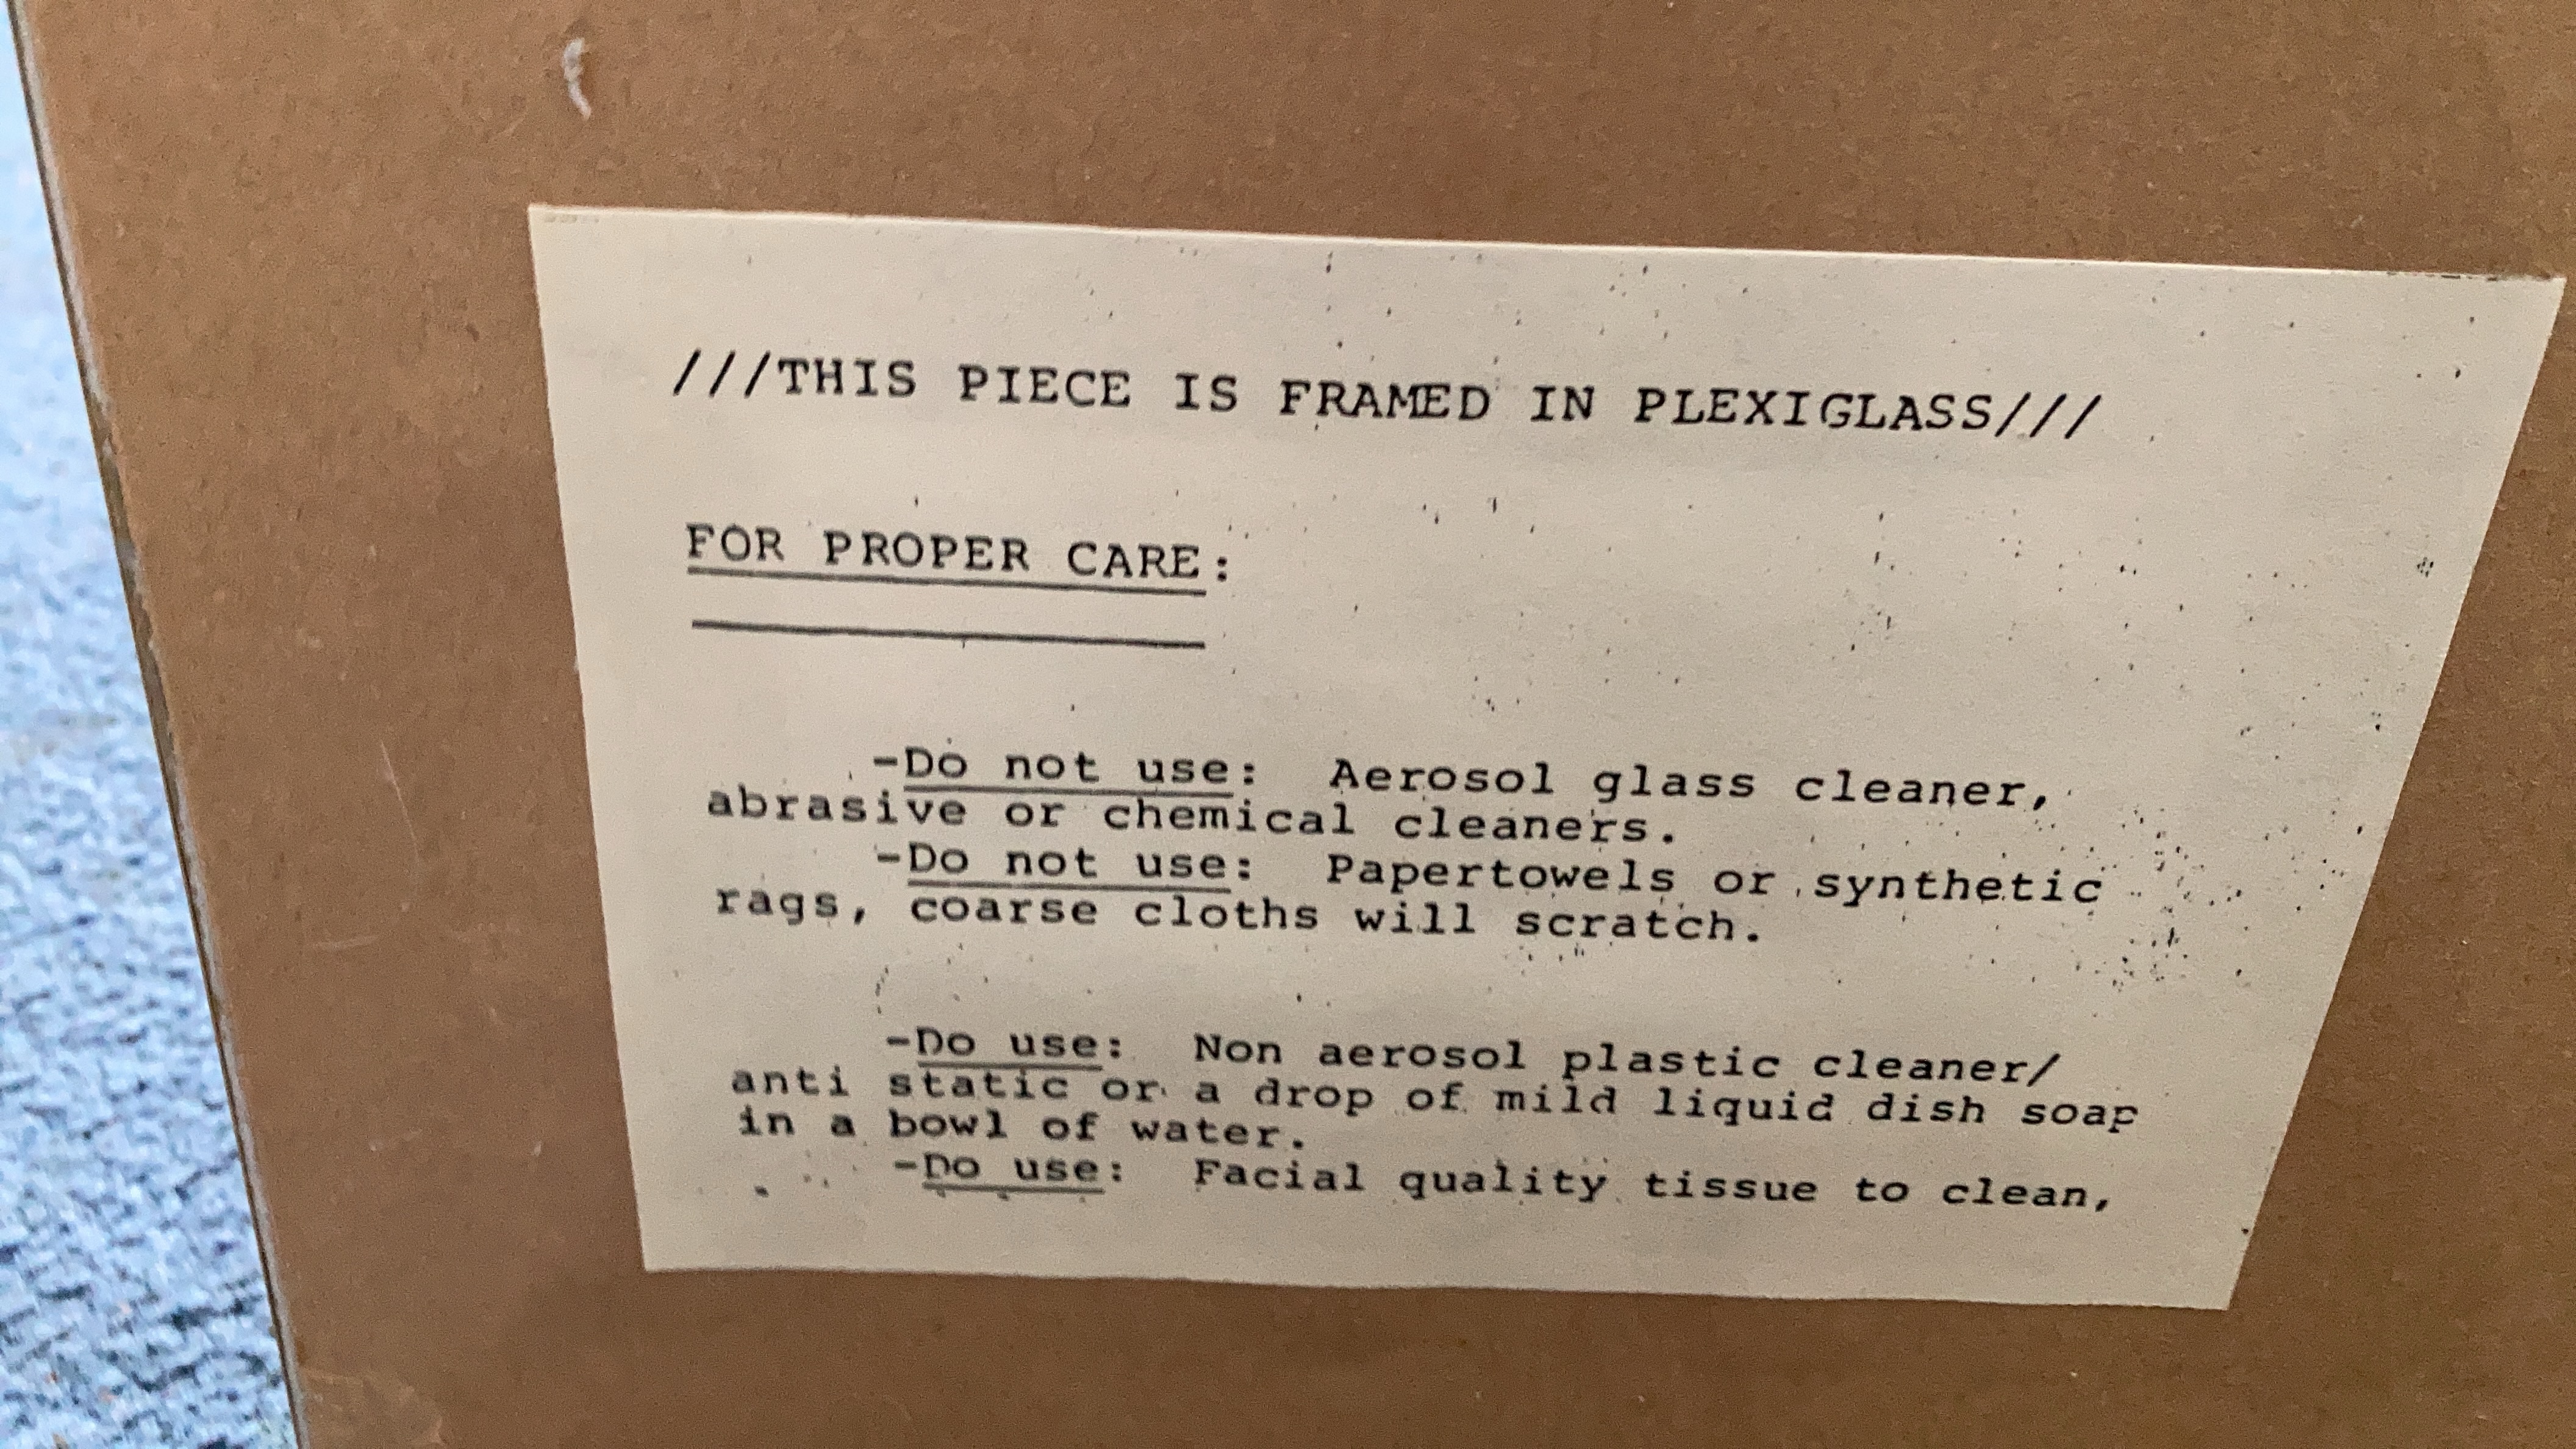 ///THIS PIECE IS FRAMED IN PLEXIGLASS///
FOR PROPER CARE:
-Do not use: Aerosol glass cleaner,
abrasive or chemical cleaners.
-Do not use: Papertowels or synthetic
rags, coarse cloths will scratch.
-Do use: Non aerosol plastic cleaner/
anti static or a drop of mild liquid dish soap
in a bowl of water.
-Do use: Facial quality tissue to clean,